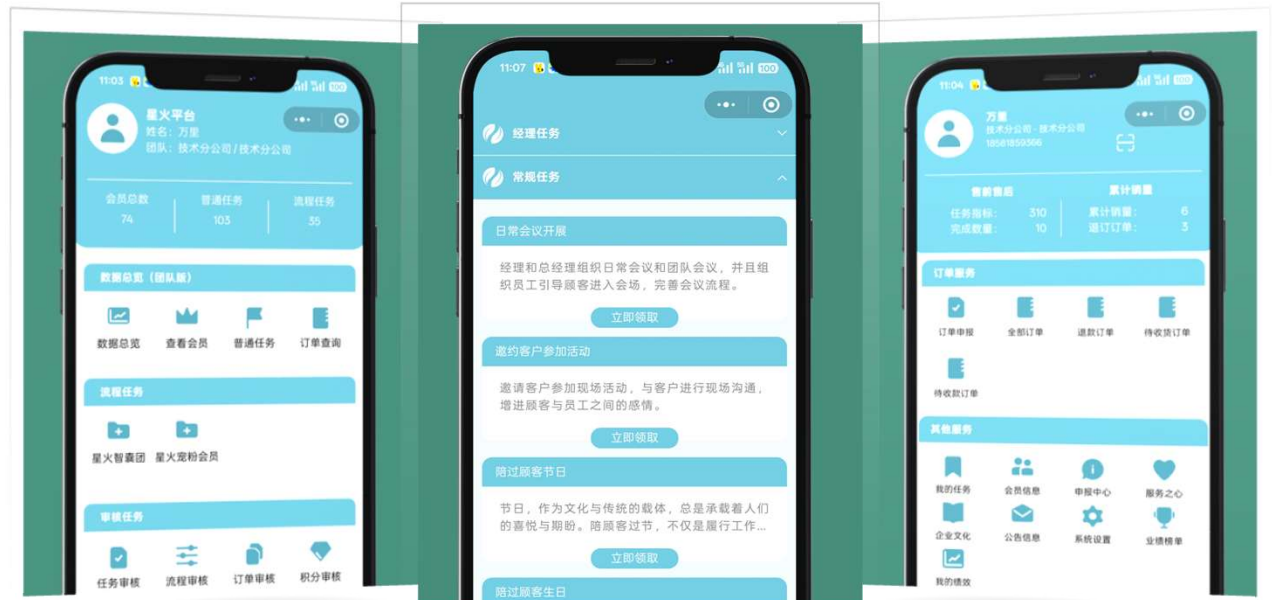 11:03
100
星火平台
姓名：万星
团队：技术分公司/技术分公司
会员总数
普通任务
流程任务
74
103
35
数据总览（团队版）
数据总览
查看会员
普通任务
订单查询
流程任务
星火智囊团
星火宠粉会员
审核任务
任务审核
流程审核
订单审核
积分审核
11:07
100
经理任务
常规任务
日常会议开展
经理和总经理组织日常会议和团队会议，并且组
织员工引导顾客进入会场，完善会议流程。
立即领取
邀约客户参加活动
邀请客户参加现场活动，与客户进行现场沟通，
增进顾客与员工之间的感情。
立即领取
陪过顾客节日
节日，作为文化与传统的载体，总是承载着人们
的喜悦与期盼。陪顾客过节，不仅是履行工作...
立即领取
陪过顾客生日
11:04
100
万星
技术分公司-技术分公司
18581859566
售前售后
累计销量
任务指标：
310
累计销量：
6
完成数量：
10
退订订单：
3
订单服务
订单申报
全部订单
退款订单
待收货订单
待收款订单
其他服务
我的任务
会员信息
申报中心
服务之心
企业文化
公告信息
系统设置
业绩榜单
我的绩效